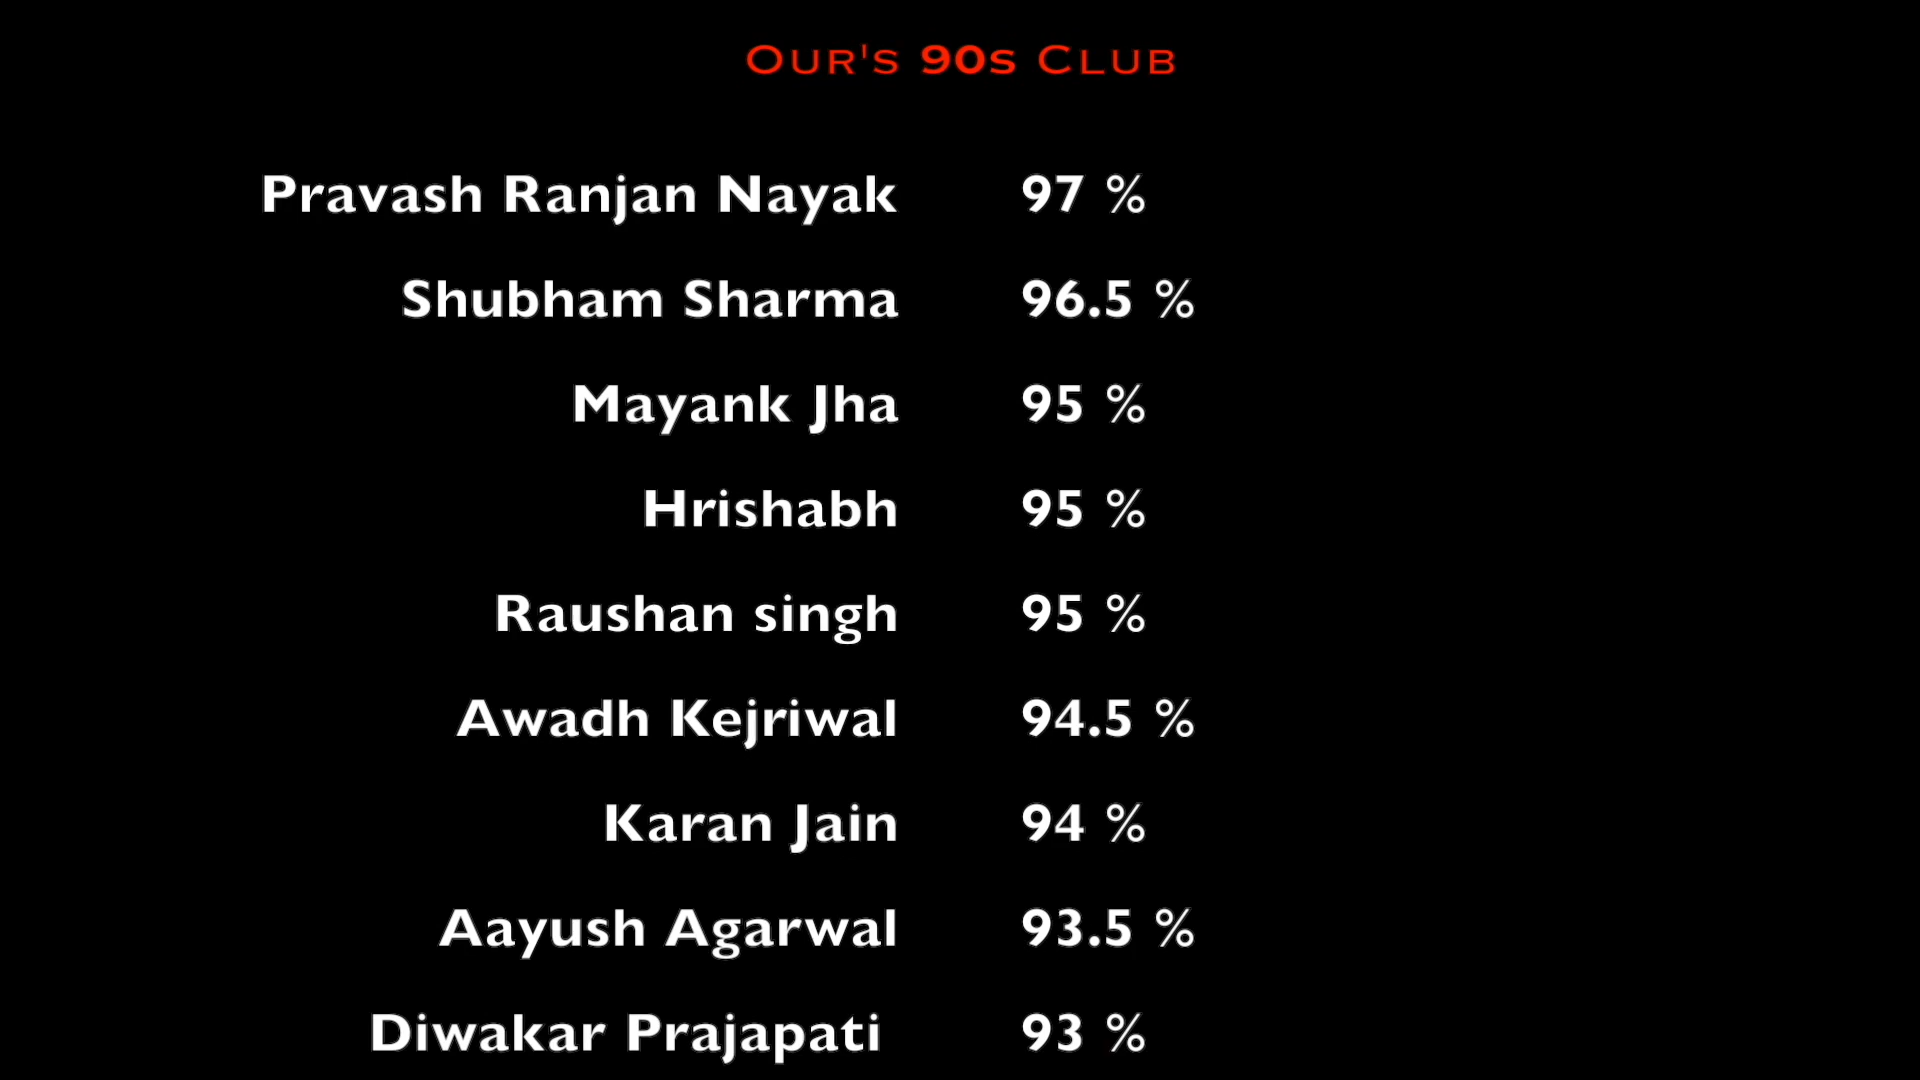 Our's 90s Club
Pravash Ranjan Nayak 97 %
Shubham Sharma 96.5 %
Mayank Jha 95 %
Hrishabh 95 %
Raushan singh 95 %
Awadh Kejriwal 94.5 %
Karan Jain 94 %
Aayush Agarwal 93.5 %
Diwakar Prajapati 93 %